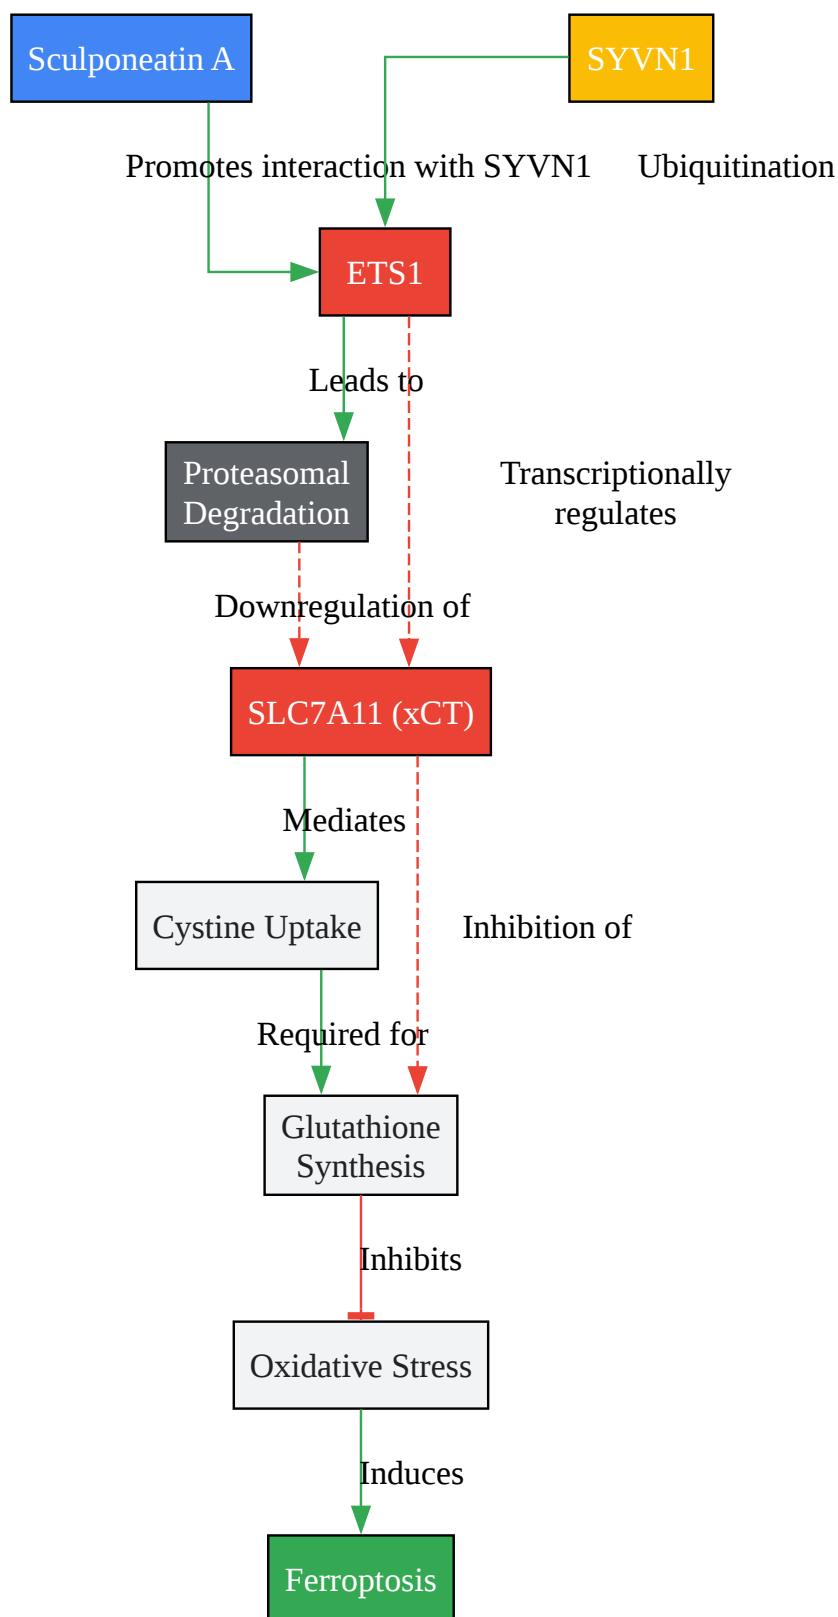 Sculponeatin A
SYVN1
Promotes interaction with SYVN1
Ubiquitination
ETS1
Leads to
Proteasomal
Degradation
Transcriptionally
regulates
Downregulation of
SLC7A11 (xCT)
Mediates
Cystine Uptake
Inhibition of
Required for
Glutathione
Synthesis
Inhibits
Oxidative Stress
Induces
Ferroptosis